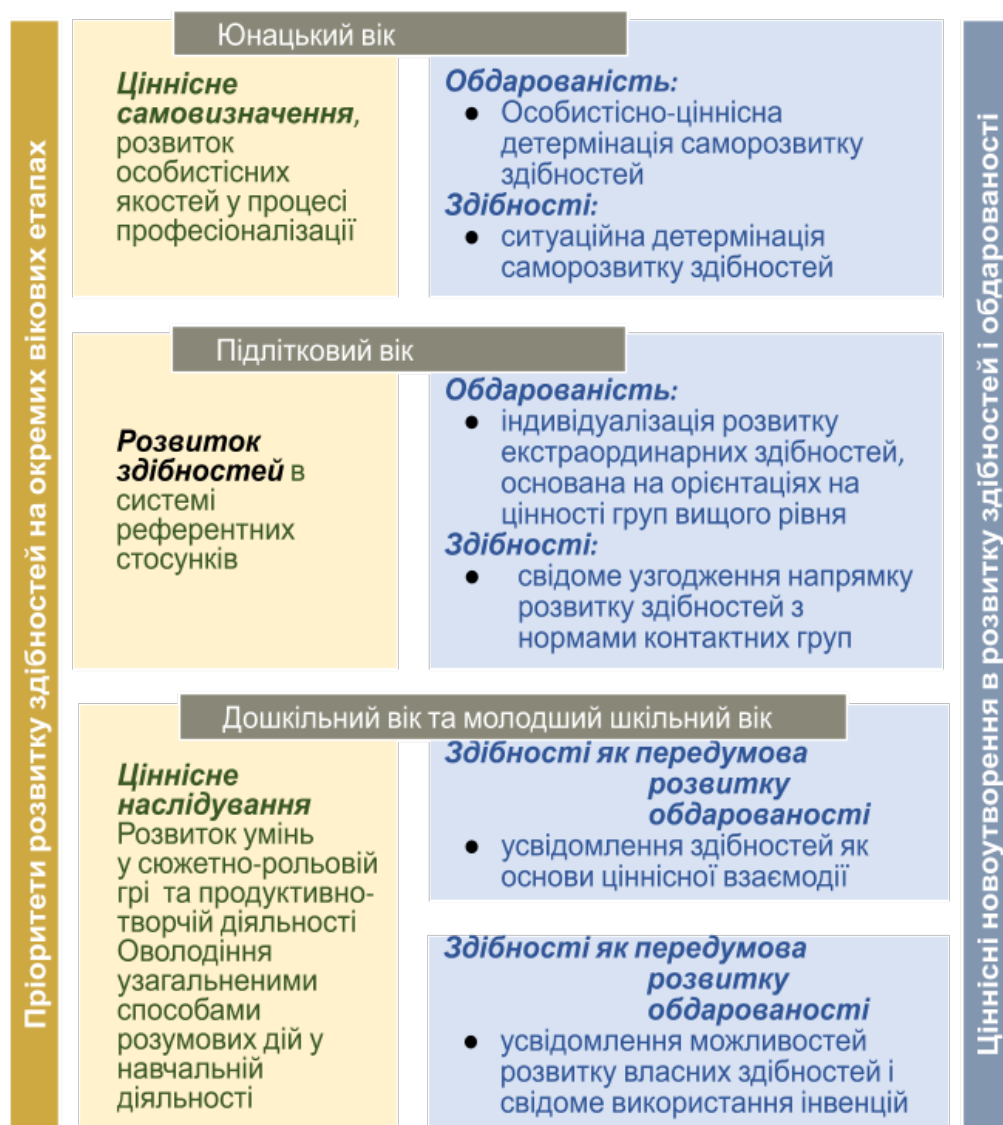 Пріоритети розвитку здібностей на окремих вікових етапах
Юнацький вік
Ціннісне
самовизначення,
розвиток
особистісних
якостей у процесі
професіоналізації
Обдарованість:
● Особистісно-ціннісна
детермінація саморозвитку
здібностей
Здібності:
● ситуаційна детермінація
саморозвитку здібностей
Підлітковий вік
Розвиток
здібностей в
системі
референтних
стосунків
Обдарованість:
● індивідуалізація розвитку
екстраординарних здібностей,
основана на орієнтаціях на
цінності груп вищого рівня
Здібності:
● свідоме узгодження напрямку
розвитку здібностей з
нормами контактних груп
Дошкільний вік та молодший шкільний вік
Ціннісне
наслідування
Розвиток умінь
у сюжетно-рольовій
грі та продуктивно-
творчій діяльності
Оволодіння
узагальненими
способами
розумових дій у
навчальній
діяльності
Здібності як передумова
розвитку
обдарованості
● усвідомлення здібностей як
основи ціннісної взаємодії
Здібності як передумова
розвитку
обдарованості
● усвідомлення можливостей
розвитку власних здібностей і
свідоме використання інвенцій
Ціннісні новоутворення в розвитку здібностей і обдарованості